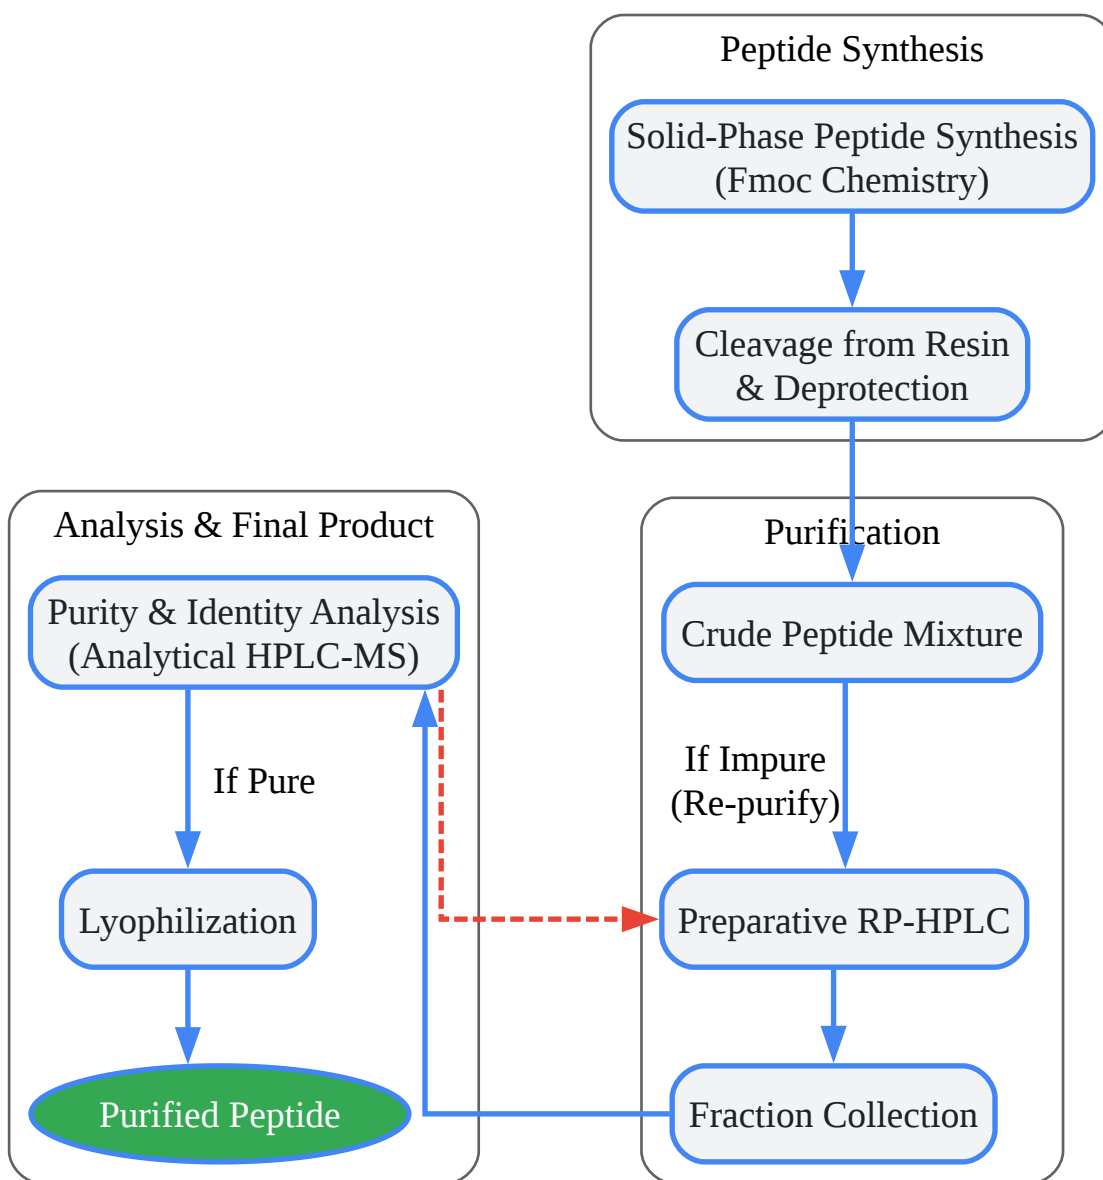 Peptide Synthesis
Solid-Phase Peptide Synthesis
(Fmoc Chemistry)
Cleavage from Resin
& Deprotection
Purification
Crude Peptide Mixture
If Impure
(Re-purify)
Preparative RP-HPLC
Fraction Collection
Analysis & Final Product
Purity & Identity Analysis
(Analytical HPLC-MS)
If Pure
Lyophilization
Purified Peptide